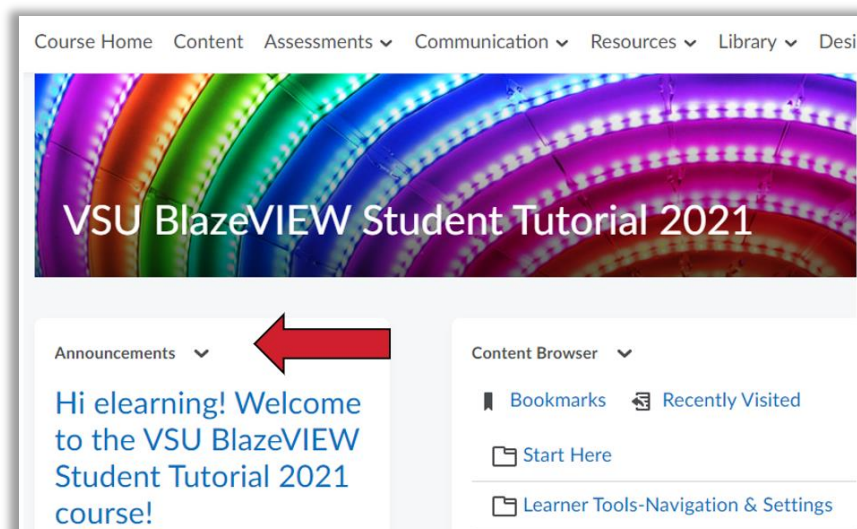 Course Home Content Assessments Communication Resources Library Desi
VSU BlazeVIEW Student Tutorial 2021
Announcements
Hi elearning! Welcome
to the VSU BlazeVIEW
Student Tutorial 2021
course!
Content Browser
Bookmarks Recently Visited
Start Here
Learner Tools-Navigation & Settings